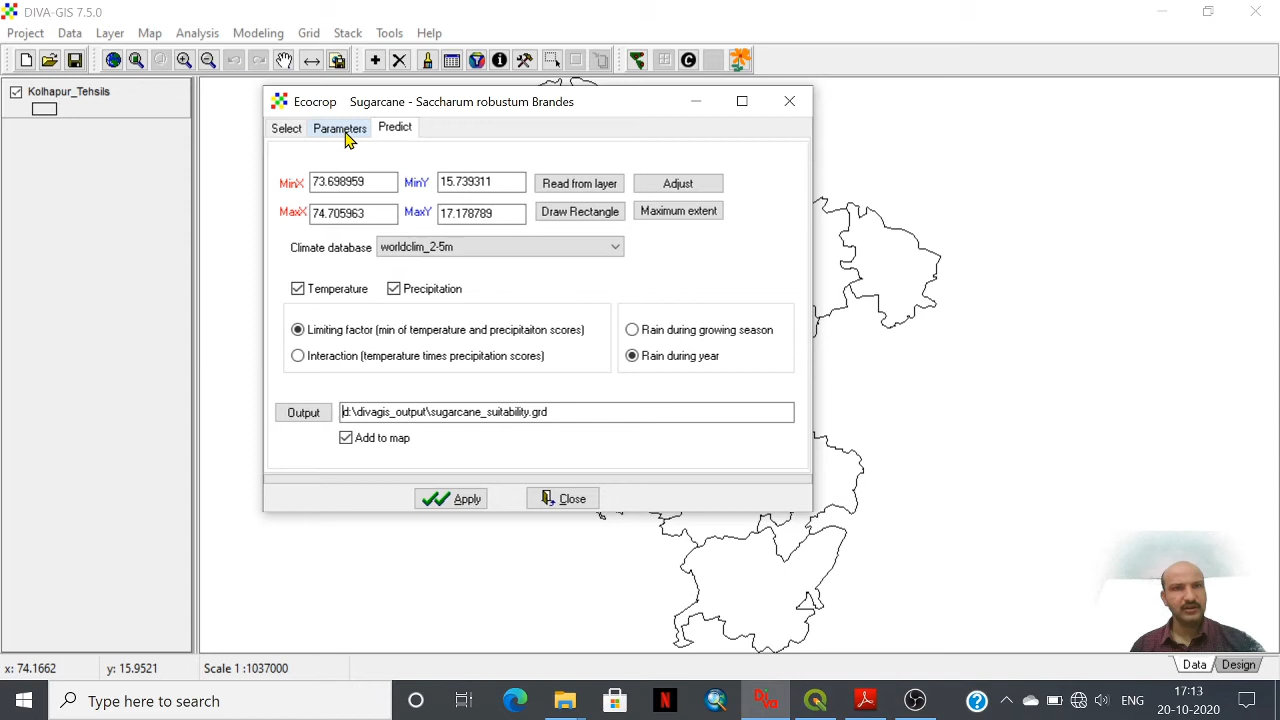 DIVA-GIS 7.5.0
Project Data Layer Map Analysis Modeling Grid Stack Tools Help
Kolhapur_Tehsils
Ecocrop Sugarcane - Saccharum robustum Brandes
Select Parameters Predict
MinX 73.698959 MinY 15.739311 Read from layer Adjust
MaxX 74.705963 MaxY 17.178789 Draw Rectangle Maximum extent
Climate database worldclim_2-5m
Temperature Precipitation
Limiting factor (min of temperature and precipitaiton scores) Rain during growing season
Interaction (temperature times precipitation scores) Rain during year
Output d:\divagis_output\sugarcane_suitability.grd
Add to map
Apply Close
x: 74.1662 y: 15.9521 Scale 1 :1037000 Data Design
Type here to search
ENG
17:13
20-10-2020